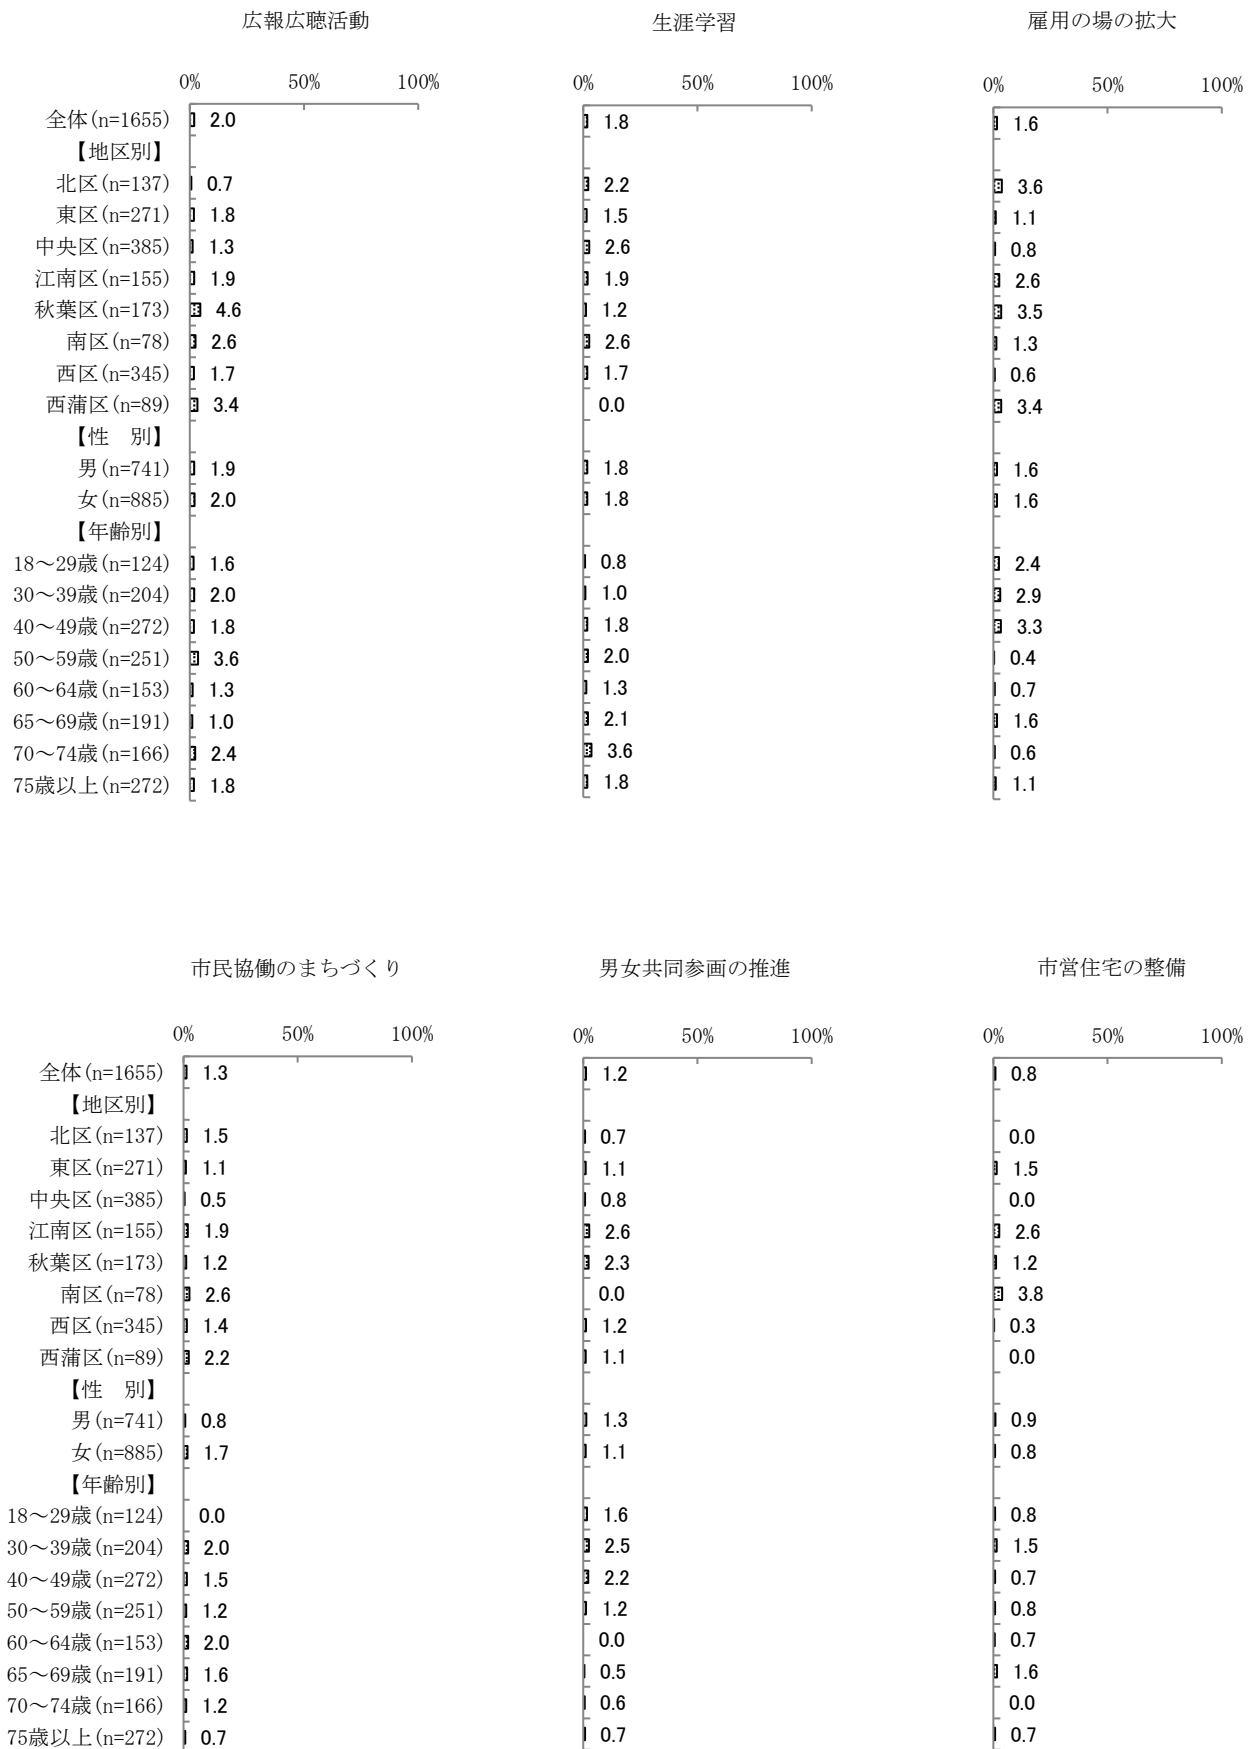 広報広聴活動 生涯学習 雇用の場の拡大
0% 50% 100% 0% 50% 100% 0% 50% 100%
全体(n=1655) 2.0 1.8 1.6
【地区別】
北区(n=137) 0.7 2.2 3.6
東区(n=271) 1.8 1.5 1.1
中央区(n=385) 1.3 2.6 0.8
江南区(n=155) 1.9 1.9 2.6
秋葉区(n=173) 4.6 1.2 3.5
南区(n=78) 2.6 2.6 1.3
西区(n=345) 1.7 1.7 0.6
西蒲区(n=89) 3.4 0.0 3.4
【性　別】
男(n=741) 1.9 1.8 1.6
女(n=885) 2.0 1.8 1.6
【年齢別】
18～29歳(n=124) 1.6 0.8 2.4
30～39歳(n=204) 2.0 1.0 2.9
40～49歳(n=272) 1.8 1.8 3.3
50～59歳(n=251) 3.6 2.0 0.4
60～64歳(n=153) 1.3 1.3 0.7
65～69歳(n=191) 1.0 2.1 1.6
70～74歳(n=166) 2.4 3.6 0.6
75歳以上(n=272) 1.8 1.8 1.1
市民協働のまちづくり 男女共同参画の推進 市営住宅の整備
0% 50% 100% 0% 50% 100% 0% 50% 100%
全体(n=1655) 1.3 1.2 0.8
【地区別】
北区(n=137) 1.5 0.7 0.0
東区(n=271) 1.1 1.1 1.5
中央区(n=385) 0.5 0.8 0.0
江南区(n=155) 1.9 2.6 2.6
秋葉区(n=173) 1.2 2.3 1.2
南区(n=78) 2.6 0.0 3.8
西区(n=345) 1.4 1.2 0.3
西蒲区(n=89) 2.2 1.1 0.0
【性　別】
男(n=741) 0.8 1.3 0.9
女(n=885) 1.7 1.1 0.8
【年齢別】
18～29歳(n=124) 0.0 1.6 0.8
30～39歳(n=204) 2.0 2.5 1.5
40～49歳(n=272) 1.5 2.2 0.7
50～59歳(n=251) 1.2 1.2 0.8
60～64歳(n=153) 2.0 0.0 0.7
65～69歳(n=191) 1.6 0.5 1.6
70～74歳(n=166) 1.2 0.6 0.0
75歳以上(n=272) 0.7 0.7 0.7